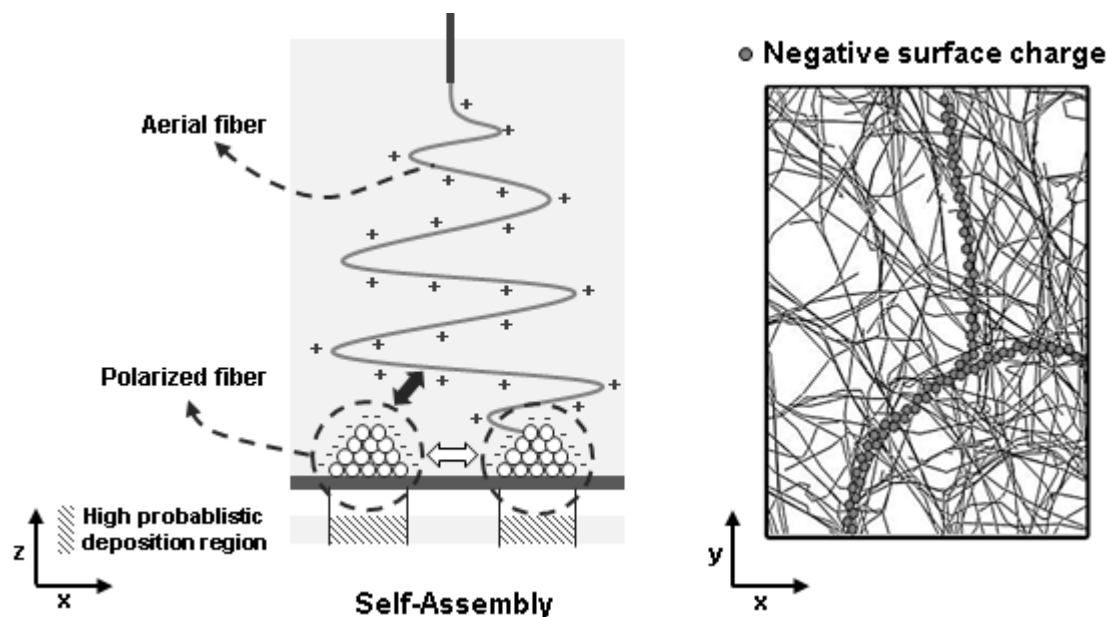 Negative surface charge
Aerial fiber
Polarized fiber
High probablistic
deposition region
z
x
Self-Assembly
y
x